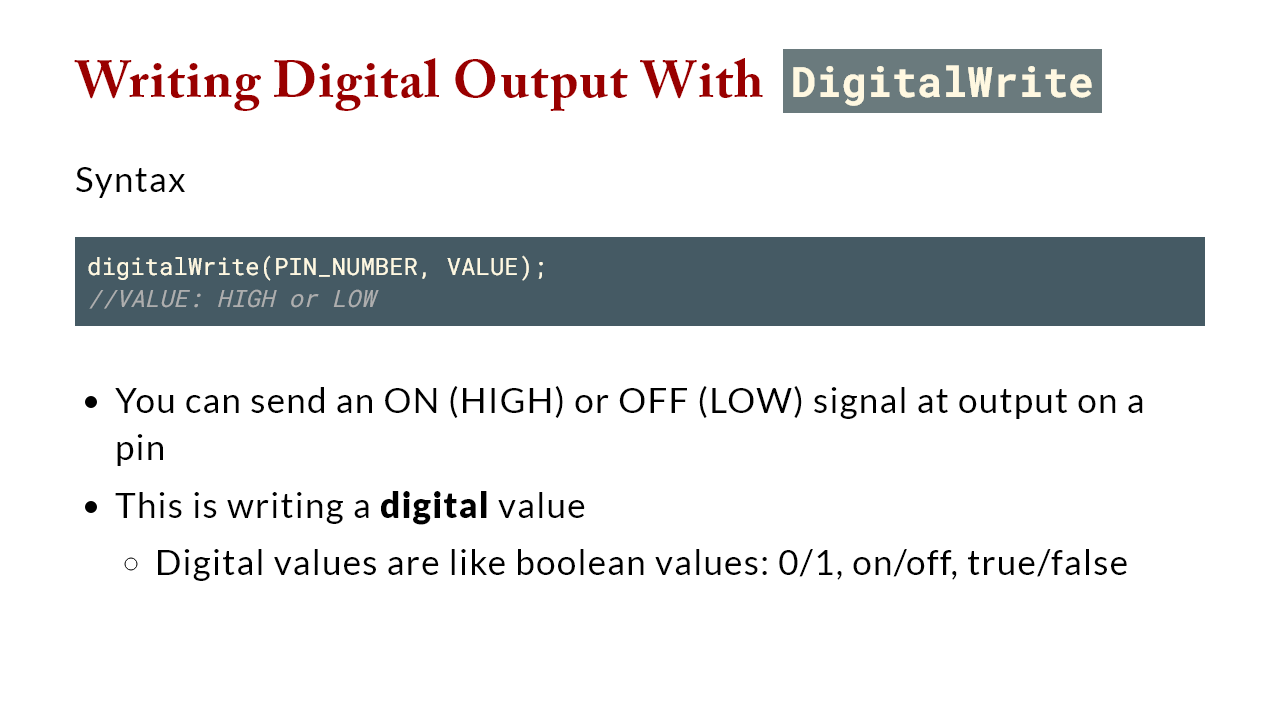 Writing Digital Output With DigitalWrite
Syntax
digitalWrite(PIN_NUMBER, VALUE);
//VALUE: HIGH or LOW
• You can send an ON (HIGH) or OFF (LOW) signal at output on a
pin
• This is writing a digital value
○ Digital values are like boolean values: 0/1, on/off, true/false